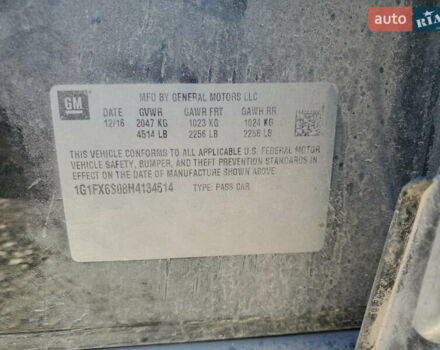 auto RIA
GM
MFD BY GENERAL MOTORS LLC
DATE GVWR GAWR FRT GAWR RR
12/16 2047 KG 1023 KG 1024 KG
4514 LB 2256 LB 2258 LB
THIS VEHICLE CONFORMS TO ALL APPLICABLE U.S. FEDERAL MOTOR
VEHICLE SAFETY, BUMPER, AND THEFT PREVENTION STANDARDS IN
EFFECT ON THE DATE OF MANUFACTURE SHOWN ABOVE.
1G1FX6S08H4134614 TYPE: PASS CAR